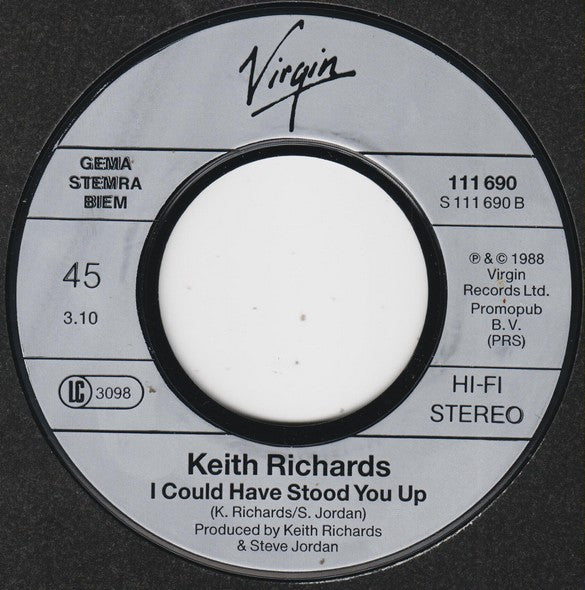 Virgin
GEMA
STEMRA
BIEM
111 690
S 111 690 B
45
3.10
℗ & © 1988
Virgin
Records Ltd.
Promopub
B. V.
(PRS)
LC 3098
HI-FI
STEREO
Keith Richards
I Could Have Stood You Up
(K. Richards/S. Jordan)
Produced by Keith Richards
& Steve Jordan